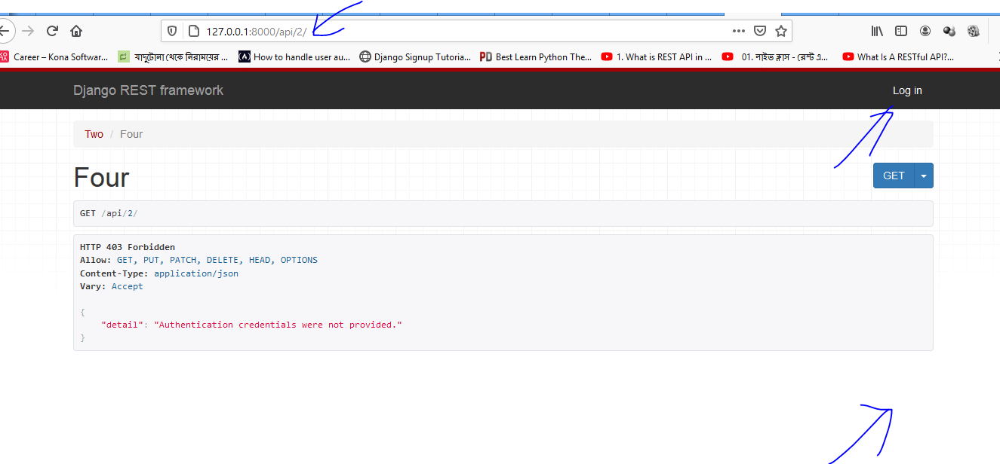 127.0.0.1:8000/api/2/
Career – Kona Softwar... যাদুটোনা থেকে নিরাময়ের ... How to handle user au... Django Signup Tutoria... PD Best Learn Python The... 1. What is REST API in ... 01. লাইভ ক্লাস - রেস্ট এ... What Is A RESTful API?...
Django REST framework Log in
Two / Four
Four
GET
GET /api/2/
HTTP 403 Forbidden
Allow: GET, PUT, PATCH, DELETE, HEAD, OPTIONS
Content-Type: application/json
Vary: Accept
{
"detail": "Authentication credentials were not provided."
}